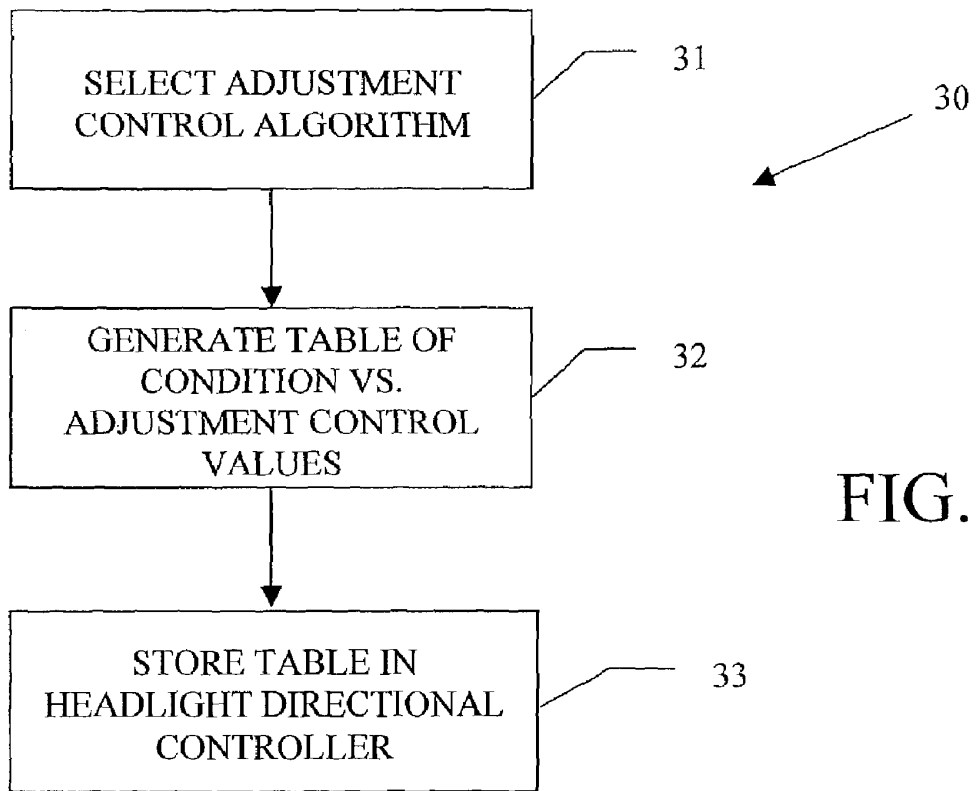 SELECT ADJUSTMENT
CONTROL ALGORITHM
31
30
GENERATE TABLE OF
CONDITION VS.
ADJUSTMENT CONTROL
VALUES
32
FIG.
STORE TABLE IN
HEADLIGHT DIRECTIONAL
CONTROLLER
33